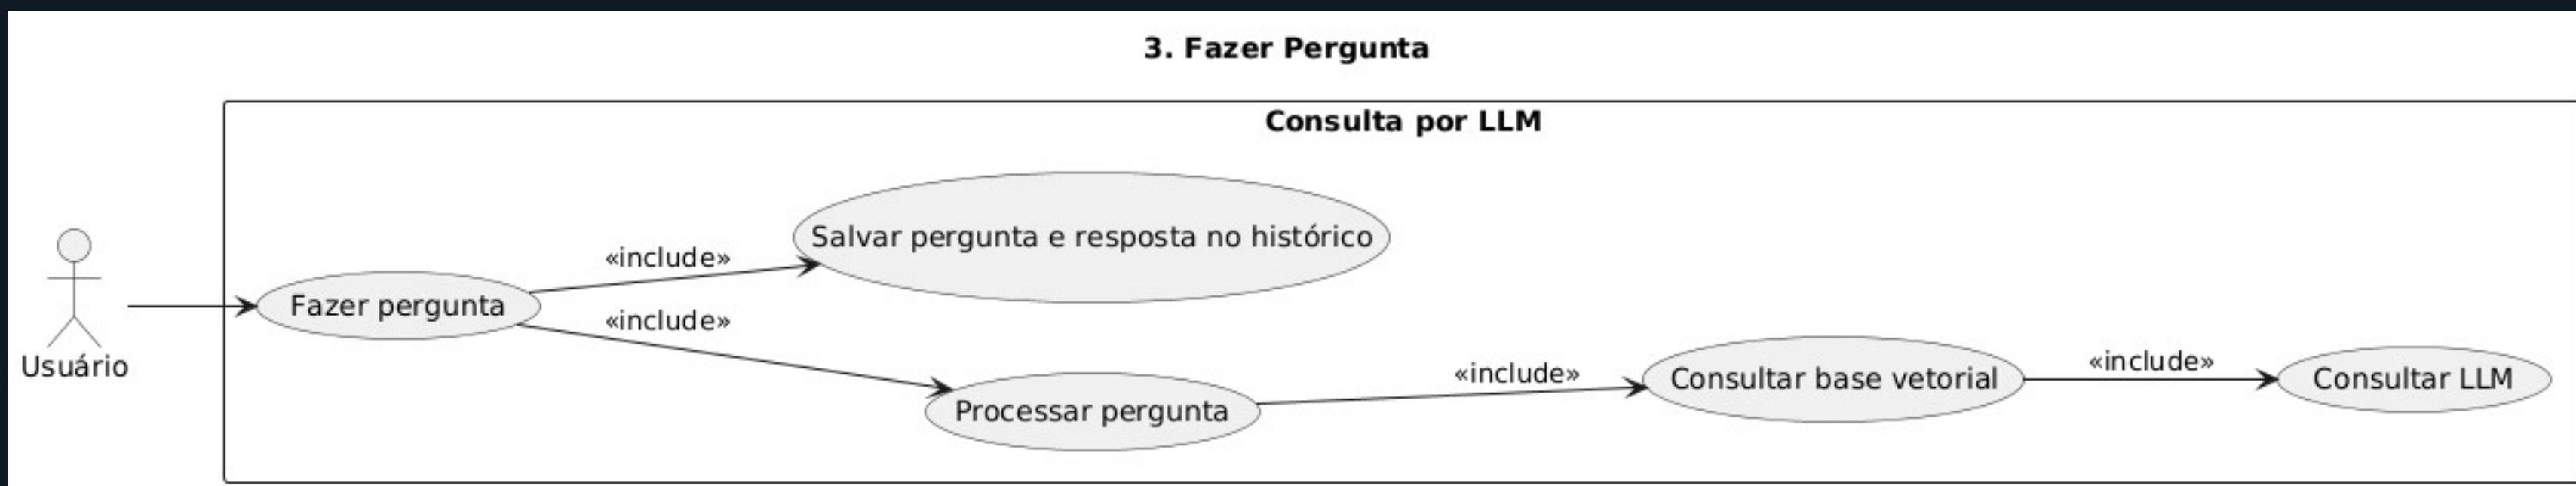 3. Fazer Pergunta
Consulta por LLM
Salvar pergunta e resposta no histórico
«include»
Fazer pergunta
«include»
Usuário
Processar pergunta
«include»
Consultar base vetorial
«include»
Consultar LLM